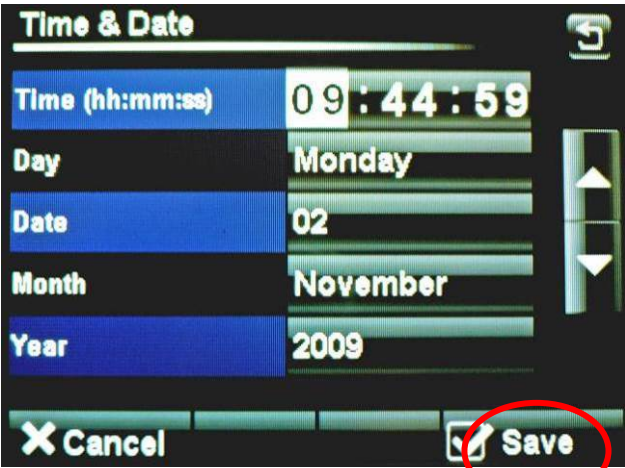 Time & Date
Time (hh:mm:ss) 09:44:59
Day Monday
Date 02
Month November
Year 2009
Cancel Save